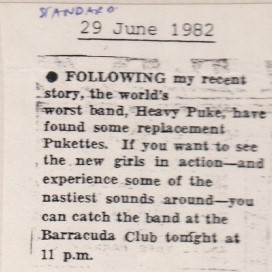 STANDARD
29 June 1982
● FOLLOWING my recent
story, the world's
worst band, Heavy Puke, have
found some replacement
Pukettes. If you want to see
the new girls in action—and
experience some of the
nastiest sounds around—you
can catch the band at the
Barracuda Club tonight at
11 p.m.